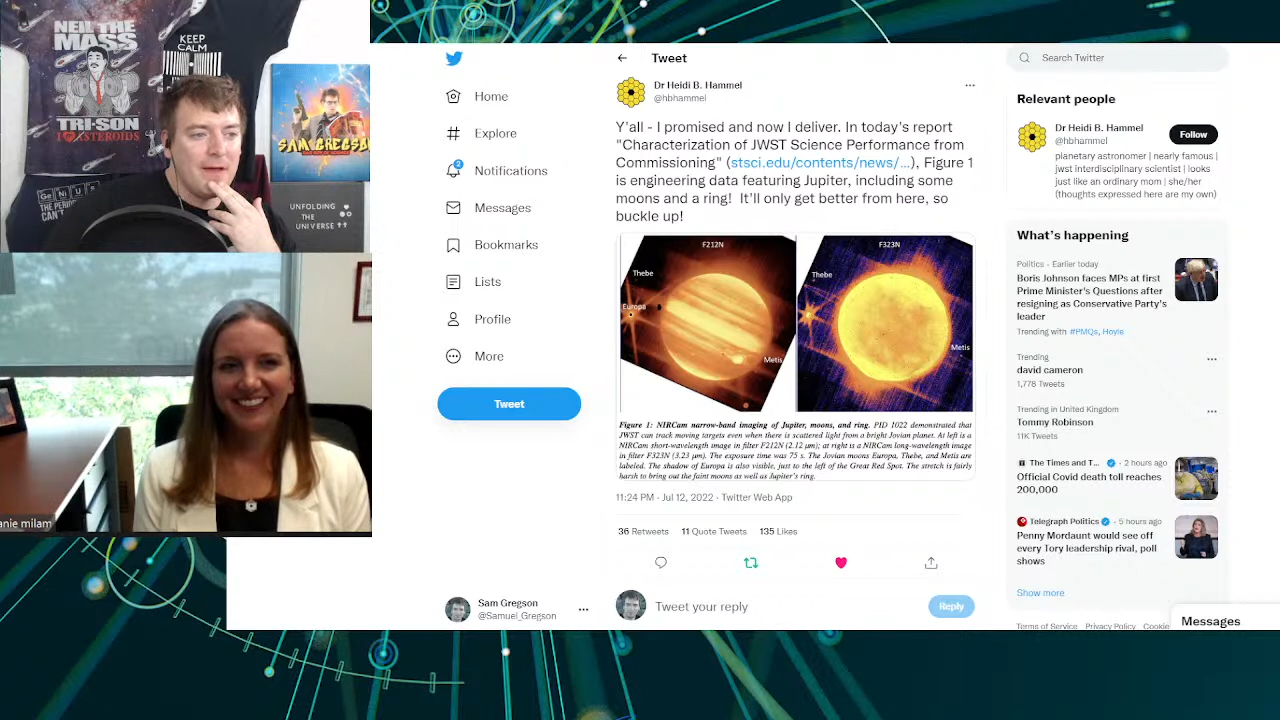 NEIL THE
MASS
TRI-SON
I ASTEROIDS
KEEP
CALM
GeNiUS
THE PERIODI
CAN'T
SAM GREGSO
UNFOLDING
THE
UNIVERSE
anie milam
Home
Explore
2
Notifications
Messages
Bookmarks
Lists
Profile
More
Tweet
Sam Gregson
@Samuel_Gregson
Tweet
Dr Heidi B. Hammel
@hbhammel
Y'all - I promised and now I deliver. In today's report
"Characterization of JWST Science Performance from
Commissioning" (stsci.edu/contents/news/...), Figure 1
is engineering data featuring Jupiter, including some
moons and a ring! It'll only get better from here, so
buckle up!
F212N
Thebe
Europa
Metis
F323N
Thebe
Metis
Figure 1: NIRCam narrow-band imaging of Jupiter, moons, and ring. PID 1022 demonstrated that
JWST can track moving targets even when there is scattered light from a bright Jovian planet. At left is a
NIRCam short-wavelength image in filter F212N (2.12 μm); at right is a NIRCam long-wavelength image
in filter F323N (3.23 μm). The exposure time was 75 s. The Jovian moons Europa, Thebe, and Metis are
labeled. The shadow of Europa is also visible, just to the left of the Great Red Spot. The stretch is fairly
harsh to bring out the faint moons as well as Jupiter's ring.
11:24 PM · Jul 12, 2022 · Twitter Web App
36 Retweets 11 Quote Tweets 135 Likes
Tweet your reply
Reply
Search Twitter
Relevant people
Dr Heidi B. Hammel
@hbhammel
Follow
planetary astronomer | nearly famous |
just interdisciplinary scientist | looks
just like an ordinary mom | she/her
(thoughts expressed here are my own)
What's happening
Politics · Earlier today
Boris Johnson faces MPs at first
Prime Minister's Questions after
resigning as Conservative Party's
leader
Trending with #PMQs, Hoyle
Trending
david cameron
1,778 Tweets
Trending in United Kingdom
Tommy Robinson
11K Tweets
The Times and T... · 2 hours ago
Official Covid death toll reaches
200,000
Telegraph Politics · 5 hours ago
Penny Mordaunt would see off
every Tory leadership rival, poll
shows
Show more
Terms of Service Privacy Policy Cookie
Messages